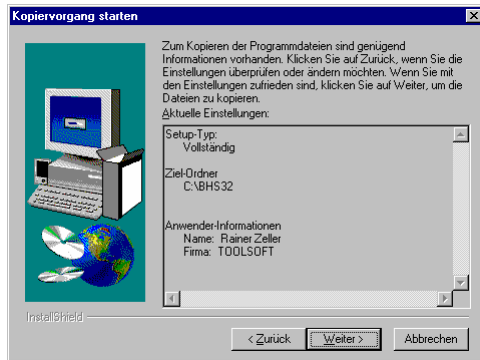 Kopiervorgang starten
Zum Kopieren der Programmdateien sind genügend
Informationen vorhanden. Klicken Sie auf Zurück, wenn Sie die
Einstellungen überprüfen oder ändern möchten. Wenn Sie mit
den Einstellungen zufrieden sind, klicken Sie auf Weiter, um die
Dateien zu kopieren.
Aktuelle Einstellungen:
Setup-Typ:
Vollständig
Ziel-Ordner
C:\BHS32
Anwender-Informationen
Name: Rainer Zeller
Firma: TOOLSOFT
InstallShield
< Zurück Weiter > Abbrechen